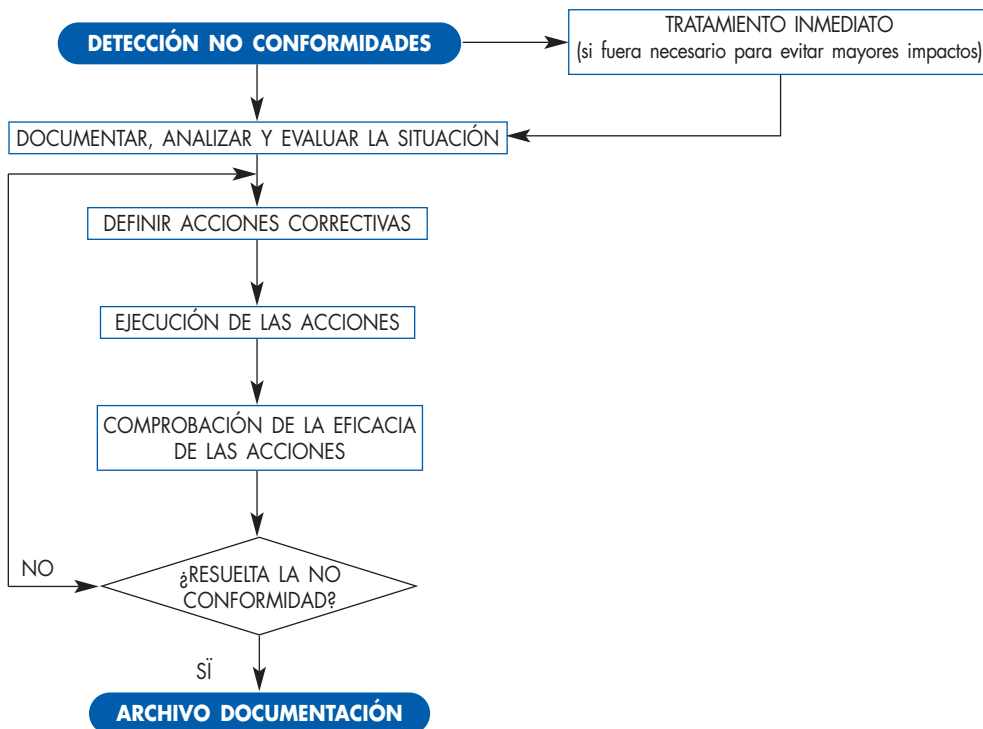 DETECCIÓN NO CONFORMIDADES
TRATAMIENTO INMEDIATO
(si fuera necesario para evitar mayores impactos)
DOCUMENTAR, ANALIZAR Y EVALUAR LA SITUACIÓN
DEFINIR ACCIONES CORRECTIVAS
EJECUCIÓN DE LAS ACCIONES
COMPROBACIÓN DE LA EFICACIA
DE LAS ACCIONES
¿RESUELTA LA NO
CONFORMIDAD?
NO
SÏ
ARCHIVO DOCUMENTACIÓN